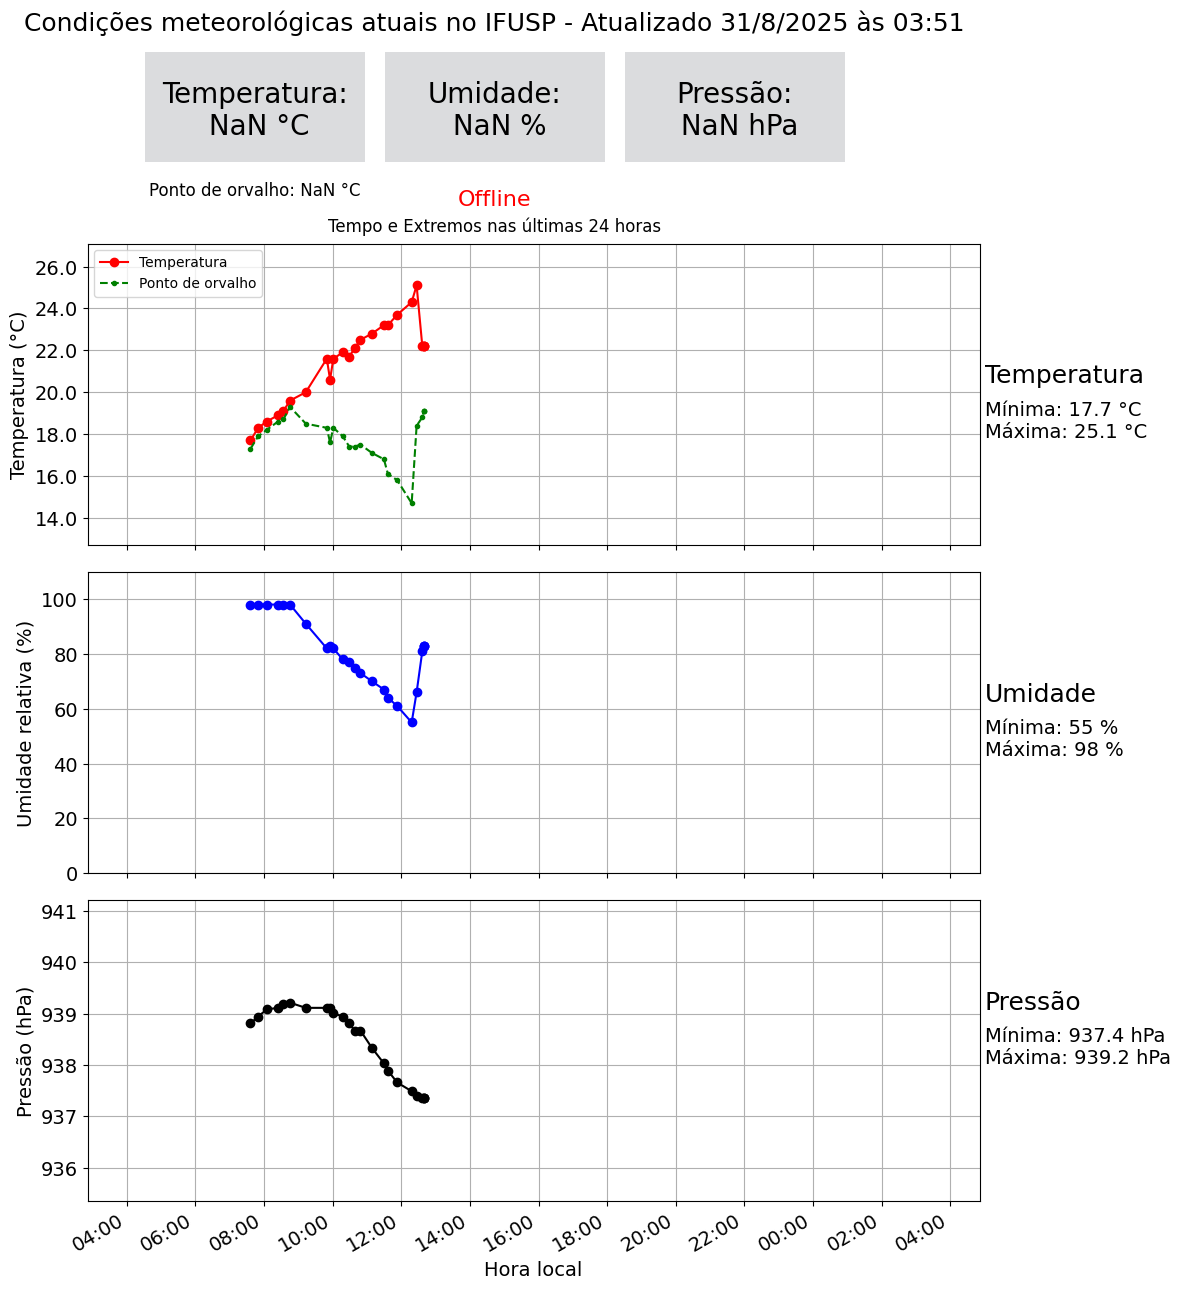 Condições meteorológicas atuais no IFUSP - Atualizado 31/8/2025 às 03:51
Temperatura:
NaN °C
Umidade:
NaN %
Pressão:
NaN hPa
Ponto de orvalho: NaN °C
Offline
Tempo e Extremos nas últimas 24 horas
Temperatura
Ponto de orvalho
Temperatura (°C)
26.0
24.0
22.0
20.0
18.0
16.0
14.0
Temperatura
Mínima: 17.7 °C
Máxima: 25.1 °C
Umidade relativa (%)
100
80
60
40
20
0
Umidade
Mínima: 55 %
Máxima: 98 %
Pressão (hPa)
941
940
939
938
937
936
Pressão
Mínima: 937.4 hPa
Máxima: 939.2 hPa
04:00 06:00 08:00 10:00 12:00 14:00 16:00 18:00 20:00 22:00 00:00 02:00 04:00
Hora local